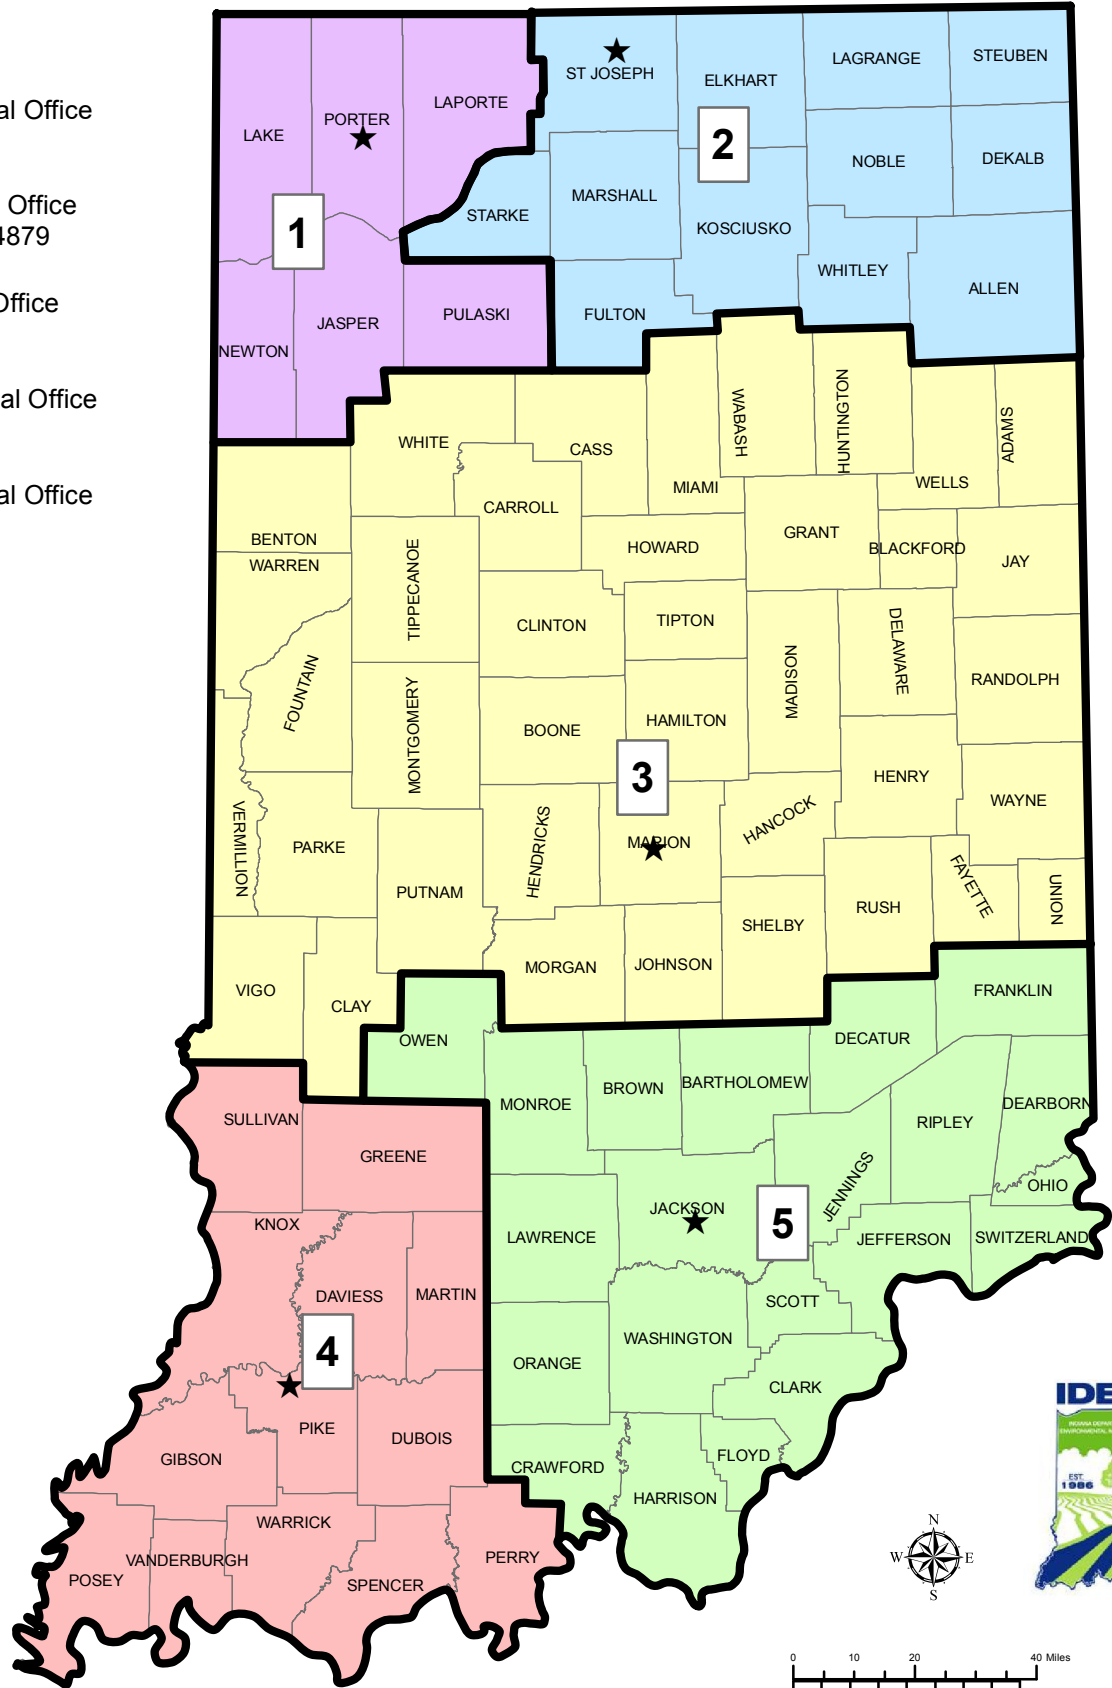 al Office
Office
4879
Office
al Office
al Office
LAKE
PORTER
LAPORTE
ST JOSEPH
ELKHART
LAGRANGE
STEUBEN
NOBLE
DEKALB
MARSHALL
STARKE
KOSCIUSKO
WHITLEY
ALLEN
FULTON
PULASKI
JASPER
NEWTON
1
2
WHITE
CASS
MIAMI
WABASH
HUNTINGTON
WELLS
ADAMS
CARROLL
BENTON
WARREN
TIPPECANOE
HOWARD
GRANT
BLACKFORD
JAY
CLINTON
TIPTON
MADISON
DELAWARE
RANDOLPH
FOUNTAIN
MONTGOMERY
BOONE
HAMILTON
3
HENRY
WAYNE
VERMILLION
PARKE
PUTNAM
HENDRICKS
MARION
HANCOCK
SHELBY
RUSH
FAYETTE
UNION
VIGO
CLAY
MORGAN
JOHNSON
OWEN
MONROE
BROWN
BARTHOLOMEW
DECATUR
FRANKLIN
SULLIVAN
GREENE
RIPLEY
DEARBORN
OHIO
KNOX
DAVIESS
MARTIN
LAWRENCE
JACKSON
5
JENNINGS
JEFFERSON
SWITZERLAND
4
ORANGE
WASHINGTON
SCOTT
CLARK
PIKE
DUBOIS
GIBSON
CRAWFORD
HARRISON
FLOYD
WARRICK
VANDERBURGH
POSEY
SPENCER
PERRY
N
W E
S
IDE
INDIANA DEPAR
ENVIRONMENTAL M
EST.
1986
0 10 20 40 Miles